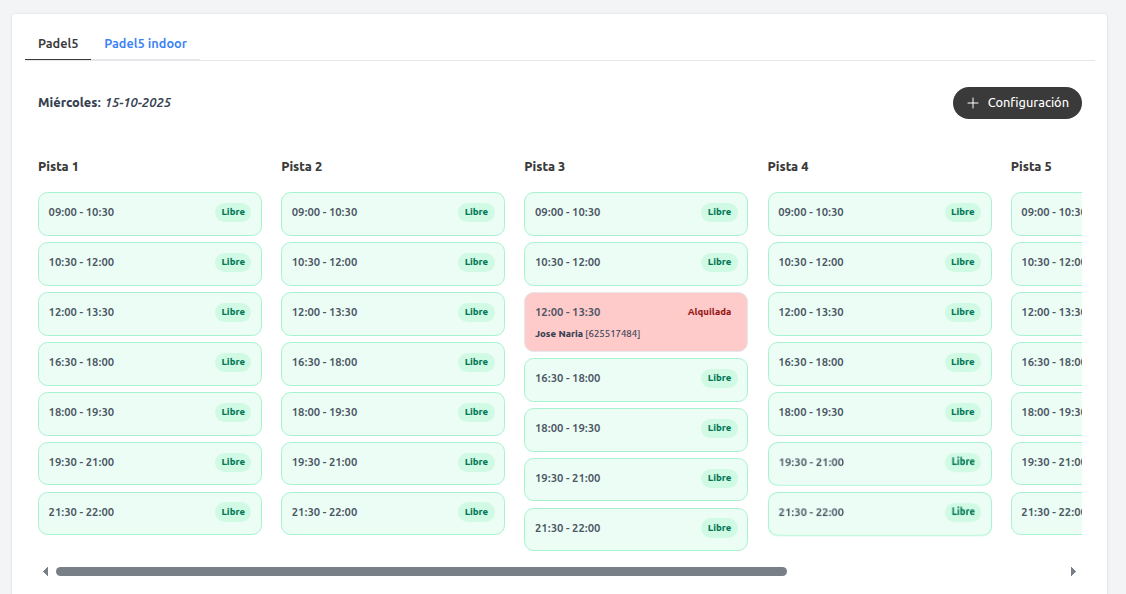 Padel5 Padel5 indoor
Miércoles: 15-10-2025
+ Configuración
Pista 1
09:00 - 10:30 Libre
10:30 - 12:00 Libre
12:00 - 13:30 Libre
16:30 - 18:00 Libre
18:00 - 19:30 Libre
19:30 - 21:00 Libre
21:30 - 22:00 Libre
Pista 2
09:00 - 10:30 Libre
10:30 - 12:00 Libre
12:00 - 13:30 Libre
16:30 - 18:00 Libre
18:00 - 19:30 Libre
19:30 - 21:00 Libre
21:30 - 22:00 Libre
Pista 3
09:00 - 10:30 Libre
10:30 - 12:00 Libre
12:00 - 13:30 Alquilada
Jose Naria [625517484]
16:30 - 18:00 Libre
18:00 - 19:30 Libre
19:30 - 21:00 Libre
21:30 - 22:00 Libre
Pista 4
09:00 - 10:30 Libre
10:30 - 12:00 Libre
12:00 - 13:30 Libre
16:30 - 18:00 Libre
18:00 - 19:30 Libre
19:30 - 21:00 Libre
21:30 - 22:00 Libre
Pista 5
09:00 - 10:30
10:30 - 12:00
12:00 - 13:30
16:30 - 18:00
18:00 - 19:30
19:30 - 21:00
21:30 - 22:00